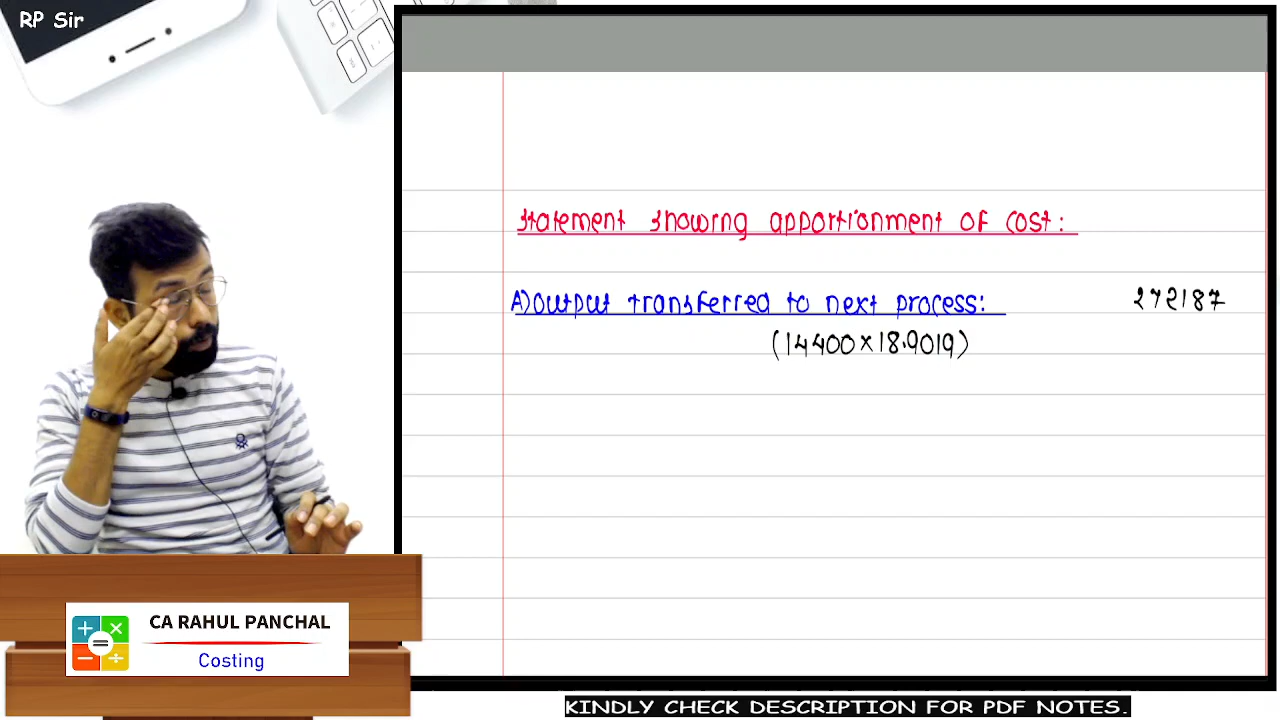 RP Sir
Statement showing apportionment of cost:
A) output transferred to next process: 272187
(14400×18.9019)
CA RAHUL PANCHAL
Costing
KINDLY CHECK DESCRIPTION FOR PDF NOTES.